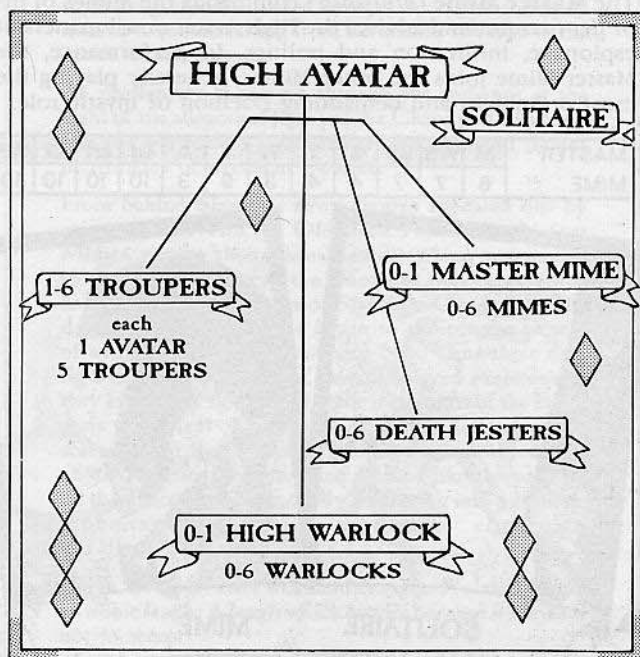 HIGH AVATAR
SOLITAIRE
1-6 TROUPERS
each
1 AVATAR
5 TROUPERS
0-1 MASTER MIME
0-6 MIMES
0-6 DEATH JESTERS
0-1 HIGH WARLOCK
0-6 WARLOCKS